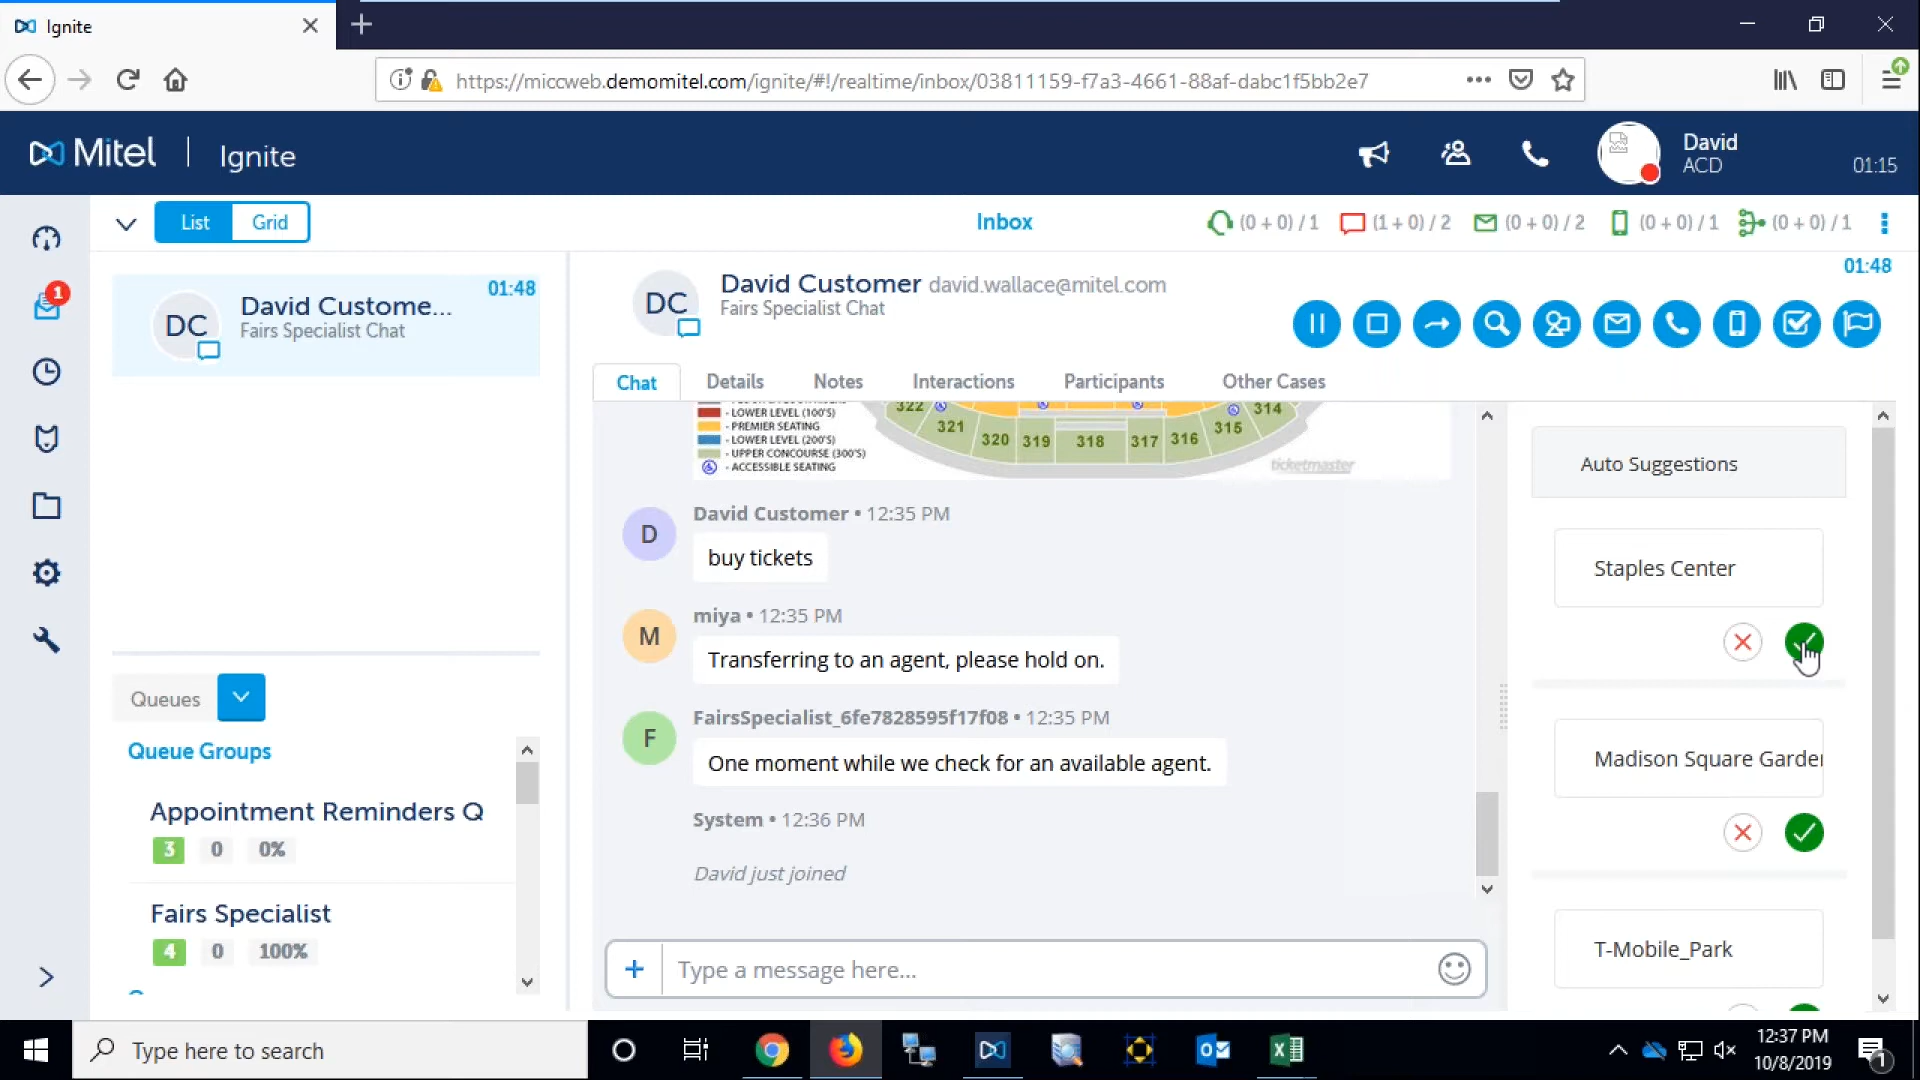 Ignite
https://miccweb.demomitel.com/ignite/#!/realtime/inbox/03811159-f7a3-4661-88af-dabc1f5bb2e7
Mitel | Ignite
David
ACD
01:15
List
Grid
Inbox
(0 + 0) / 1
(1 + 0) / 2
(0 + 0) / 2
(0 + 0) / 1
(0 + 0) / 1
1
DC
David Custome...
Fairs Specialist Chat
01:48
01:48
DC
David Customer david.wallace@mitel.com
Fairs Specialist Chat
Chat
Details
Notes
Interactions
Participants
Other Cases
- LOWER LEVEL (100'S)
- PREMIER SEATING
- LOWER LEVEL (200'S)
- UPPER CONCOURSE (300'S)
- ACCESSIBLE SEATING
322
321
320
319
318
317
316
315
314
ticketmaster
D
David Customer • 12:35 PM
buy tickets
M
miya • 12:35 PM
Transferring to an agent, please hold on.
F
FairsSpecialist_6fe7828595f17f08 • 12:35 PM
One moment while we check for an available agent.
System • 12:36 PM
David just joined
Type a message here...
Auto Suggestions
Staples Center
Madison Square Garden
T-Mobile_Park
Queues
Queue Groups
Appointment Reminders Q
3 0 0%
Fairs Specialist
4 0 100%
Type here to search
12:37 PM
10/8/2019
1